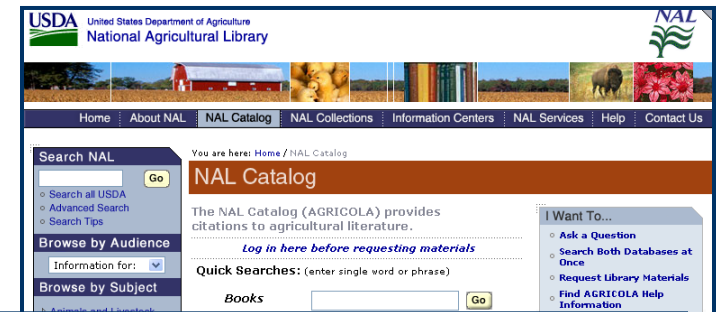 USDA United States Department of Agriculture
National Agricultural Library
NAL
Home About NAL NAL Catalog NAL Collections Information Centers NAL Services Help Contact Us
Search NAL
Go
Search all USDA
Advanced Search
Search Tips
Browse by Audience
Information for:
Browse by Subject
Animals and Livestock
You are here: Home / NAL Catalog
NAL Catalog
The NAL Catalog (AGRICOLA) provides
citations to agricultural literature.
Log in here before requesting materials
Quick Searches: (enter single word or phrase)
Books Go
I Want To...
Ask a Question
Search Both Databases at
Once
Request Library Materials
Find AGRICOLA Help
Information